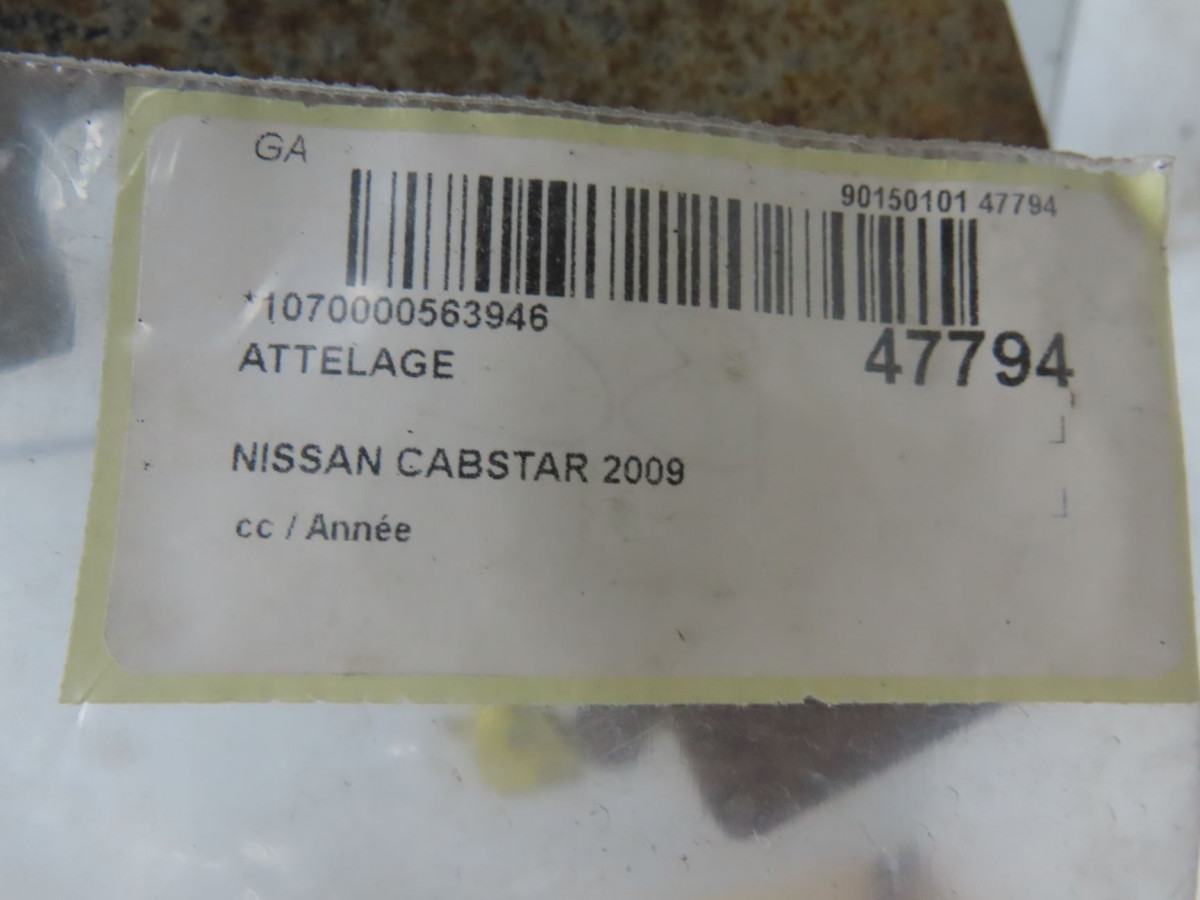 GA
90150101 47794
*1070000563946
47794
ATTELAGE
NISSAN CABSTAR 2009
cc / Année